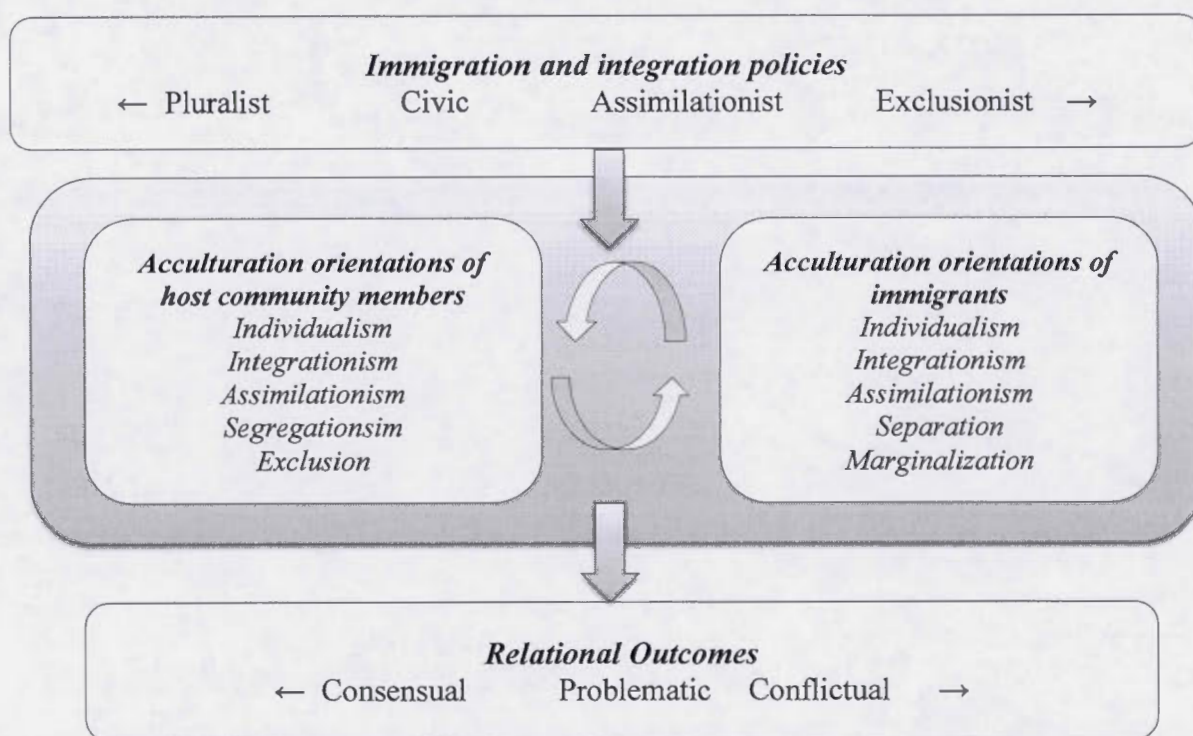 Immigration and integration policies
← Pluralist Civic Assimilationist Exclusionist →
Acculturation orientations of
host community members
Individualism
Integrationism
Assimilationism
Segregationsim
Exclusion
Acculturation orientations of
immigrants
Individualism
Integrationism
Assimilationism
Separation
Marginalization
Relational Outcomes
← Consensual Problematic Conflictual →